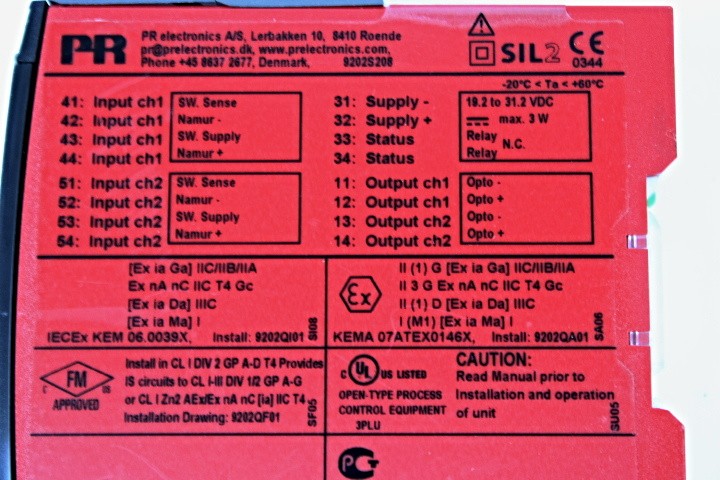 PR
PR electronics A/S, Lerbakken 10, 8410 Roende
pr@prelectronics.dk, www.prelectronics.com,
Phone +45 8637 2677, Denmark, 9202S208
SIL2 CE
0344
-20°C < Ta < +60°C
41: Input ch1 SW. Sense
42: Input ch1 Namur -
43: Input ch1 SW. Supply
44: Input ch1 Namur +
31: Supply - 19.2 to 31.2 VDC
32: Supply + max. 3 W
33: Status Relay N.C.
34: Status Relay
51: Input ch2 SW. Sense
52: Input ch2 Namur -
53: Input ch2 SW. Supply
54: Input ch2 Namur +
11: Output ch1 Opto -
12: Output ch1 Opto +
13: Output ch2 Opto -
14: Output ch2 Opto +
[Ex ia Ga] IIC/IIB/IIA
Ex nA nC IIC T4 Gc
[Ex ia Da] IIIC
[Ex ia Ma] I
IECEx KEM 06.0039X, Install: 9202QI01
SI08
Ex
II (1) G [Ex ia Ga] IIC/IIB/IIA
II 3 G Ex nA nC IIC T4 Gc
II (1) D [Ex ia Da] IIIC
I (M1) [Ex ia Ma] I
KEMA 07ATEX0146X, Install: 9202QA01
SA06
C FM US
APPROVED
Install in CL I DIV 2 GP A-D T4 Provides
IS circuits to CL I-III DIV 1/2 GP A-G
or CL I Zn2 AEx/Ex nA nC [ia] IIC T4
Installation Drawing: 9202QF01
SF05
C UL US LISTED
OPEN-TYPE PROCESS
CONTROL EQUIPMENT
3PLU
CAUTION:
Read Manual prior to
Installation and operation
of unit
SU05